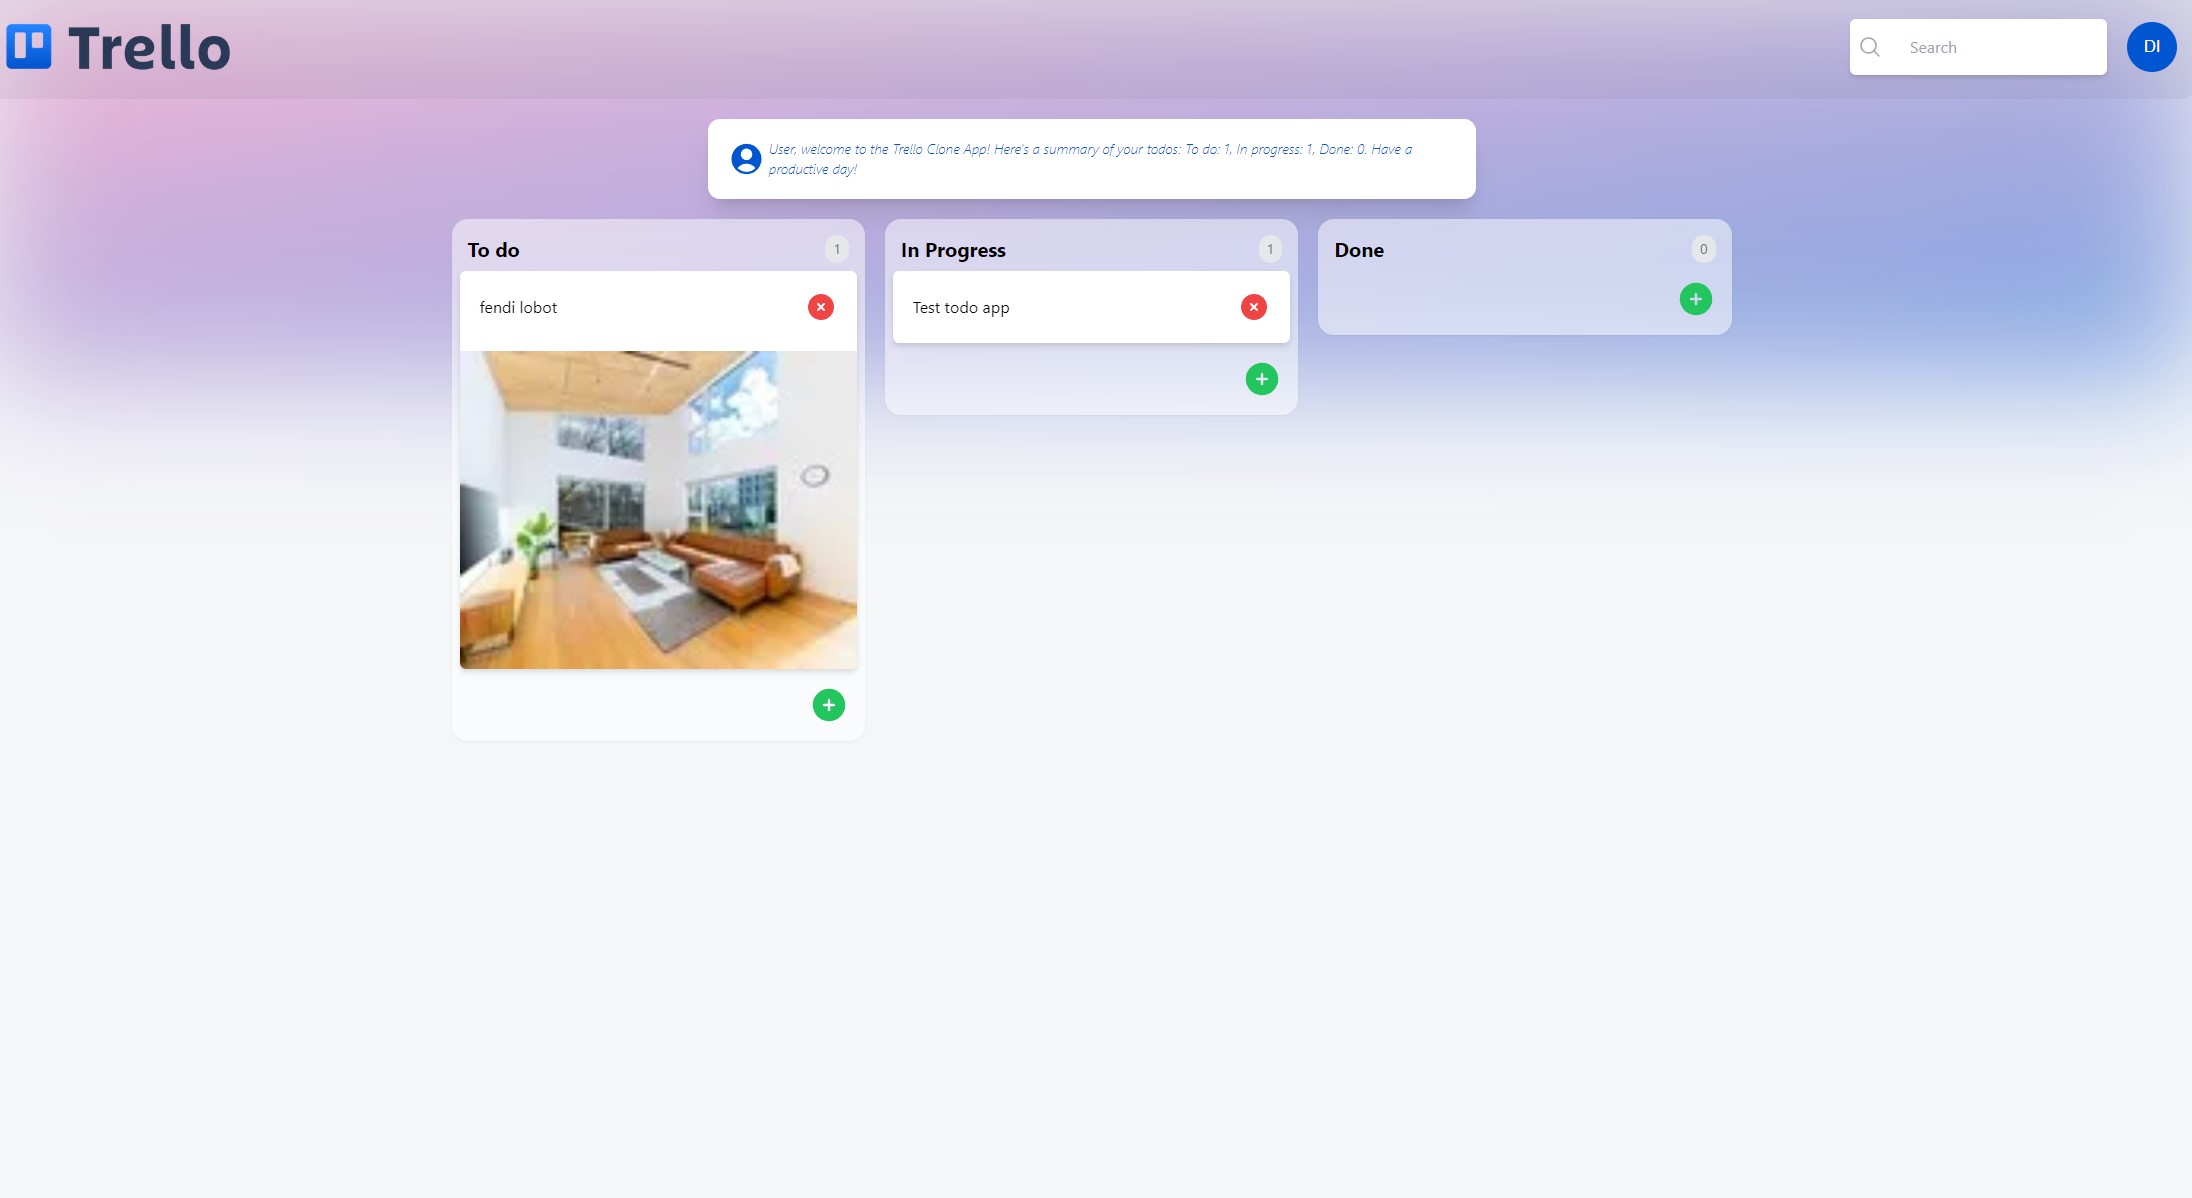 Trello
Search
DI
User, welcome to the Trello Clone App! Here's a summary of your todos: To do: 1, In progress: 1, Done: 0. Have a
productive day!
To do
1
fendi lobot
In Progress
1
Test todo app
Done
0